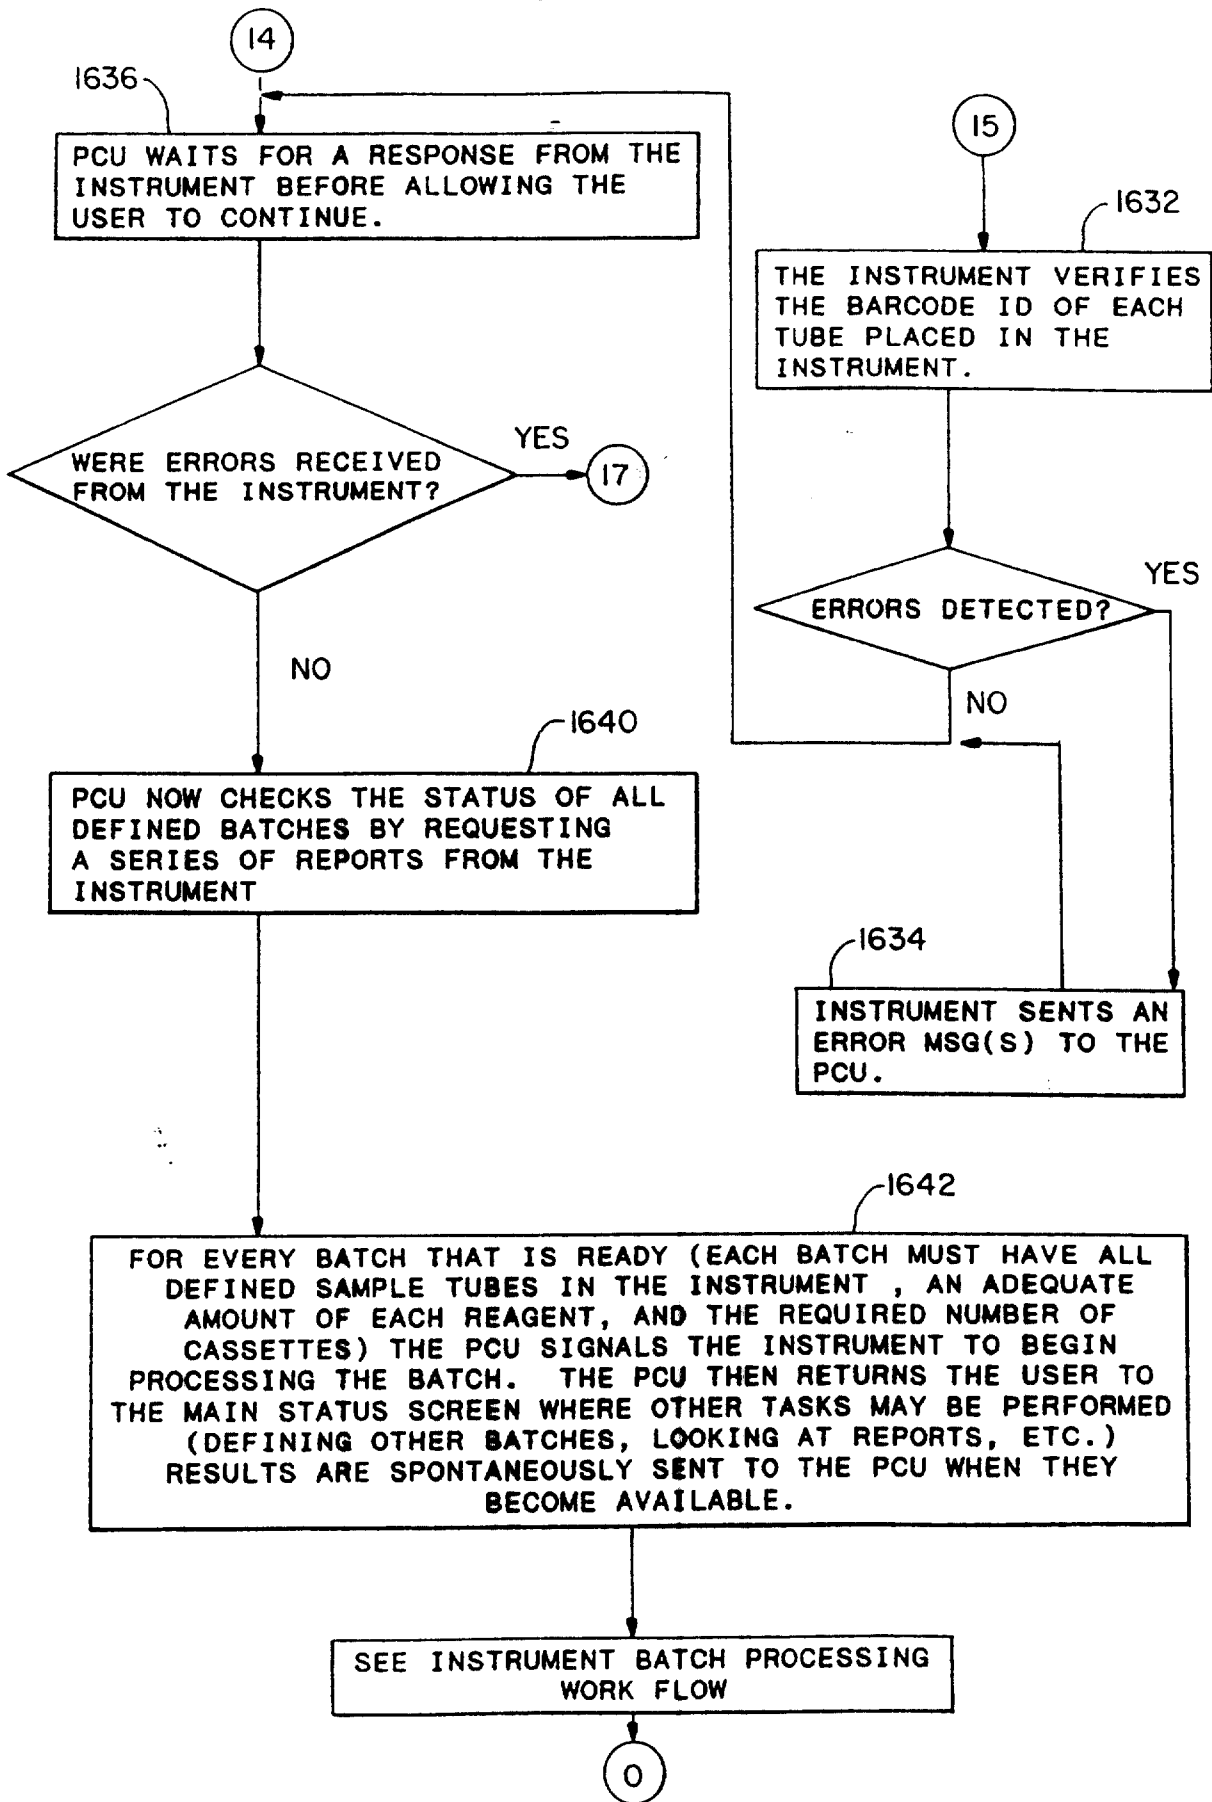 14
1636
PCU WAITS FOR A RESPONSE FROM THE
INSTRUMENT BEFORE ALLOWING THE
USER TO CONTINUE.
WERE ERRORS RECEIVED
FROM THE INSTRUMENT?
YES
17
NO
1640
PCU NOW CHECKS THE STATUS OF ALL
DEFINED BATCHES BY REQUESTING
A SERIES OF REPORTS FROM THE
INSTRUMENT
15
1632
THE INSTRUMENT VERIFIES
THE BARCODE ID OF EACH
TUBE PLACED IN THE
INSTRUMENT.
ERRORS DETECTED?
YES
NO
1634
INSTRUMENT SENTS AN
ERROR MSG(S) TO THE
PCU.
1642
FOR EVERY BATCH THAT IS READY (EACH BATCH MUST HAVE ALL
DEFINED SAMPLE TUBES IN THE INSTRUMENT , AN ADEQUATE
AMOUNT OF EACH REAGENT, AND THE REQUIRED NUMBER OF
CASSETTES) THE PCU SIGNALS THE INSTRUMENT TO BEGIN
PROCESSING THE BATCH. THE PCU THEN RETURNS THE USER TO
THE MAIN STATUS SCREEN WHERE OTHER TASKS MAY BE PERFORMED
(DEFINING OTHER BATCHES, LOOKING AT REPORTS, ETC.)
RESULTS ARE SPONTANEOUSLY SENT TO THE PCU WHEN THEY
BECOME AVAILABLE.
SEE INSTRUMENT BATCH PROCESSING
WORK FLOW
0